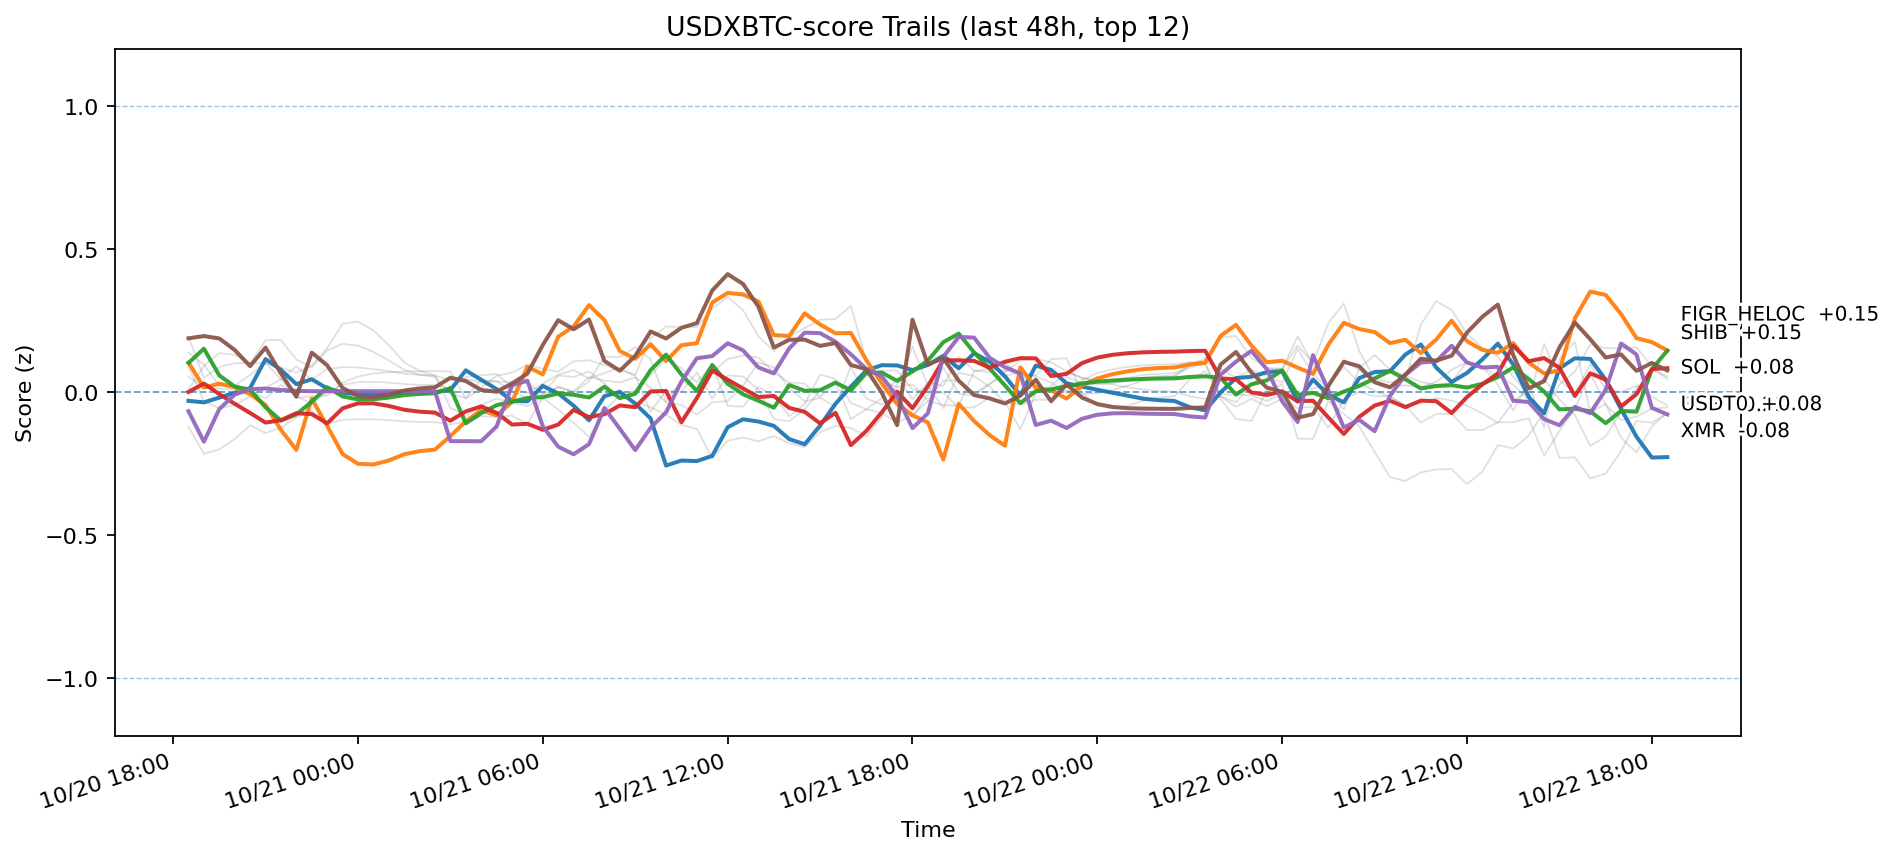 USDXBTC-score Trails (last 48h, top 12)
Score (z)
1.0
0.5
0.0
−0.5
−1.0
FIGR_HELOC +0.15
SHIB +0.15
SOL +0.08
USDT0 +0.08
XMR -0.08
10/20 18:00
10/21 00:00
10/21 06:00
10/21 12:00
10/21 18:00
10/22 00:00
10/22 06:00
10/22 12:00
10/22 18:00
Time